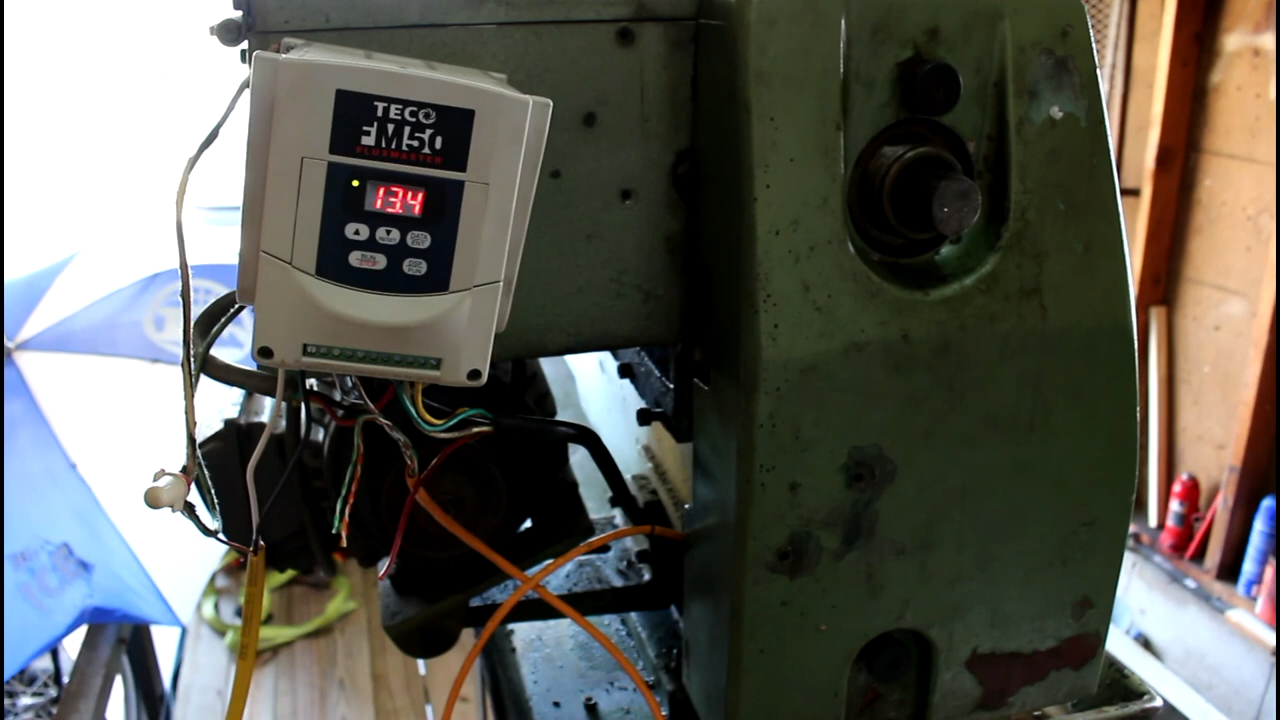 TECO
FM50
FLUXMASTER
13.4
▲
▼
RESET
DATA
ENT
RUN
STOP
DSP
FUN